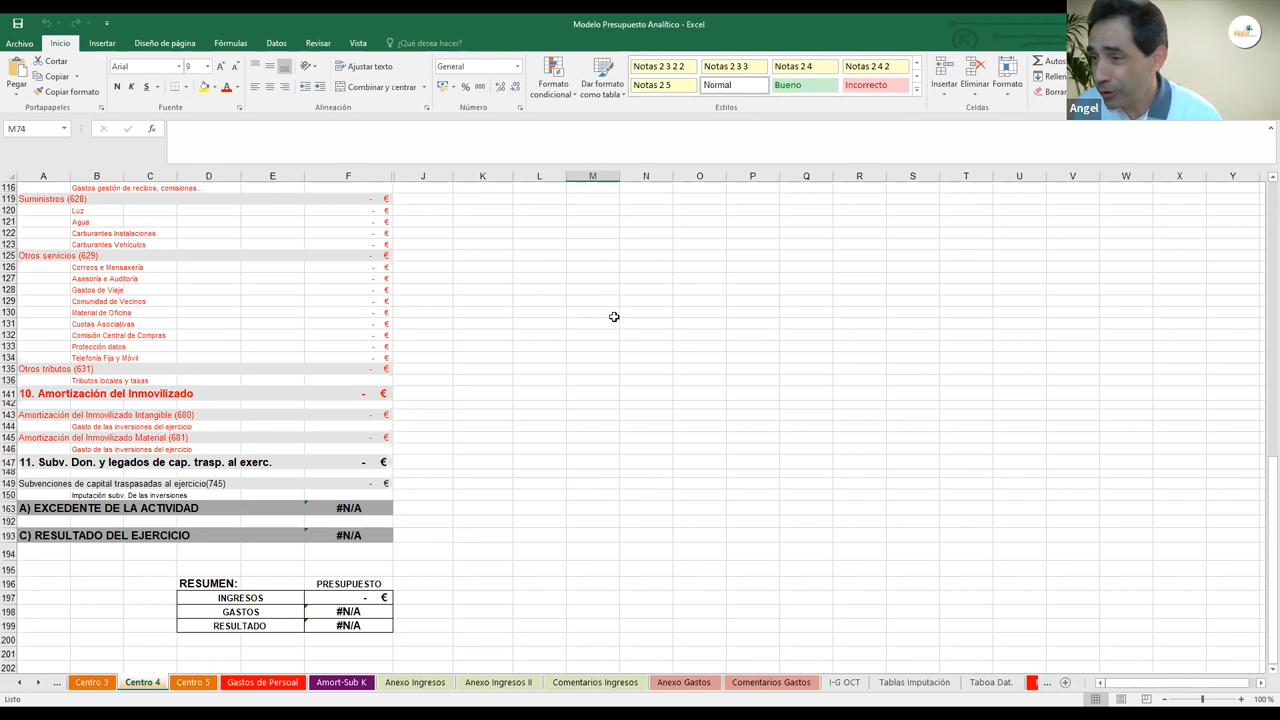 Modelo Presupuesto Analítico - Excel
Archivo Inicio Insertar Diseño de página Fórmulas Datos Revisar Vista ¿Qué desea hacer?
Pegar
Cortar
Copiar
Copiar formato
Portapapeles
Arial 9
N K S
Fuente
Ajustar texto
Combinar y centrar
Alineación
General
% 000
Número
Formato condicional
Dar formato como tabla
Notas 2 3 2 2 Notas 2 3 3 Notas 2 4 Notas 2 4 2
Notas 2 5 Normal Bueno Incorrecto
Estilos
Insertar Eliminar Formato
Celdas
Autos
Rellen
Borra
Angel
M74
fx
A B C D E F J K L M N O P Q R S T U V W X Y
116 Gastos gestión de recibos, comisiones...
119 Suministros (628) - €
120 Luz - €
121 Agua - €
122 Carburantes Instalaciones - €
123 Carburantes Vehículos - €
125 Otros servicios (629) - €
126 Correos e Mensaxería - €
127 Asesoría e Auditoría - €
128 Gastos de Viaje - €
129 Comunidad de Vecinos - €
130 Material de Oficina - €
131 Cuotas Asociativas - €
132 Comisión Central de Compras - €
133 Protección datos - €
134 Telefonía Fija y Móvil - €
135 Otros tributos (631) - €
136 Tributos locales y tasas - €
141 10. Amortización del Inmovilizado - €
142
143 Amortización del Inmovilizado Intangible (680) - €
144 Gasto de las inversiones del ejercicio - €
145 Amortización del Inmovilizado Material (681) - €
146 Gasto de las inversiones del ejercicio - €
147 11. Subv. Don. y legados de cap. trasp. al exerc. - €
148
149 Subvenciones de capital traspasadas al ejercicio(745) - €
150 Imputación subv. De las inversiones
163 A) EXCEDENTE DE LA ACTIVIDAD #N/A
192
193 C) RESULTADO DEL EJERCICIO #N/A
194
195
196 RESUMEN: PRESUPUESTO
197 INGRESOS - €
198 GASTOS #N/A
199 RESULTADO #N/A
200
201
202
... Centro 3 Centro 4 Centro 5 Gastos de Persoal Amort-Sub K Anexo Ingresos Anexo Ingresos II Comentarios Ingresos Anexo Gastos Comentarios Gastos I-G OCT Tablas Imputación Taboa Dat. ...
Listo
100 %